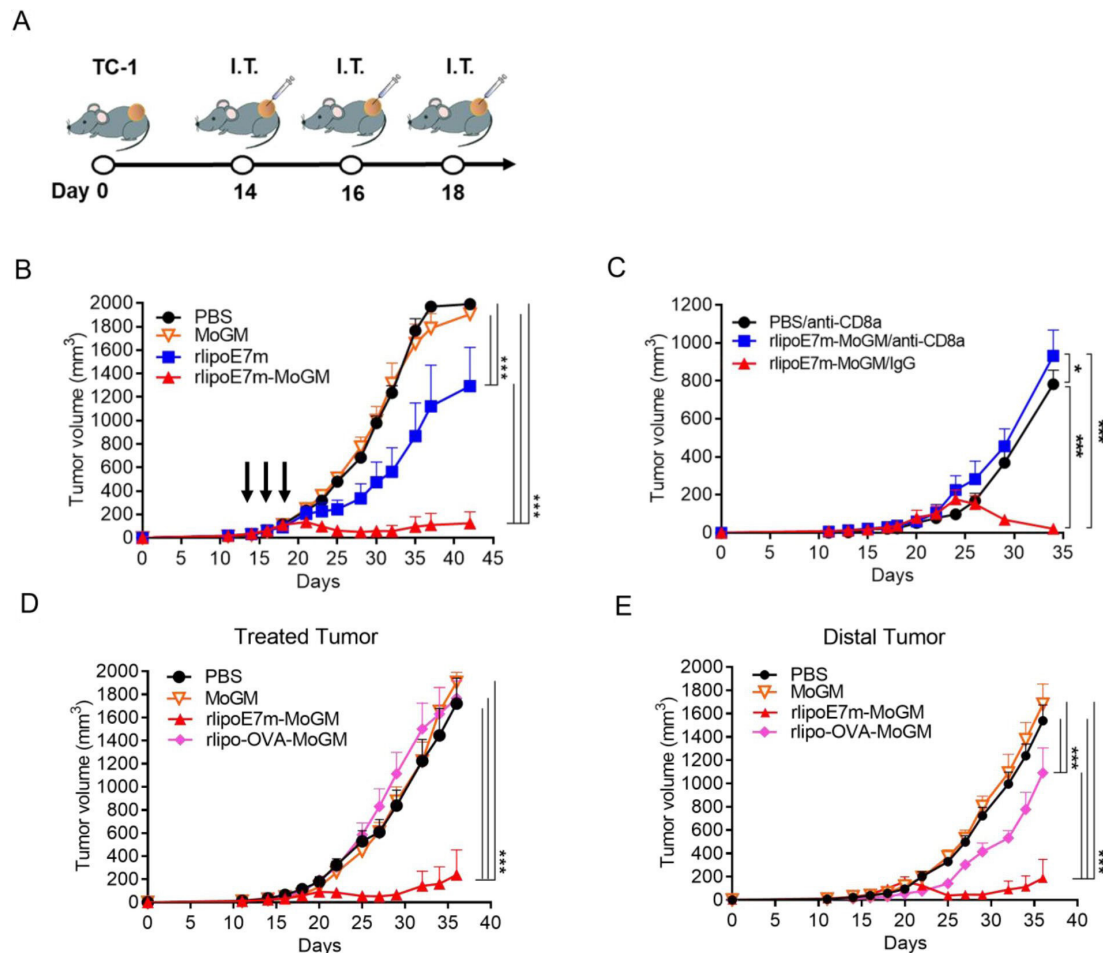 A
TC-1
I.T.
I.T.
I.T.
Day 0
14
16
18
B
Tumor volume (mm3)
2000
1800
1600
1400
1200
1000
800
600
400
200
0
PBS
MoGM
rlipoE7m
rlipoE7m-MoGM
***
***
0 5 10 15 20 25 30 35 40 45
Days
C
Tumor volume (mm3)
1200
1000
800
600
400
200
0
PBS/anti-CD8a
rlipoE7m-MoGM/anti-CD8a
rlipoE7m-MoGM/IgG
*
***
***
0 5 10 15 20 25 30 35
Days
D
Treated Tumor
Tumor volume (mm3)
2000
1800
1600
1400
1200
1000
800
600
400
200
0
PBS
MoGM
rlipoE7m-MoGM
rlipo-OVA-MoGM
***
0 5 10 15 20 25 30 35 40
Days
E
Distal Tumor
Tumor volume (mm3)
2000
1800
1600
1400
1200
1000
800
600
400
200
0
PBS
MoGM
rlipoE7m-MoGM
rlipo-OVA-MoGM
***
***
0 5 10 15 20 25 30 35 40
Days